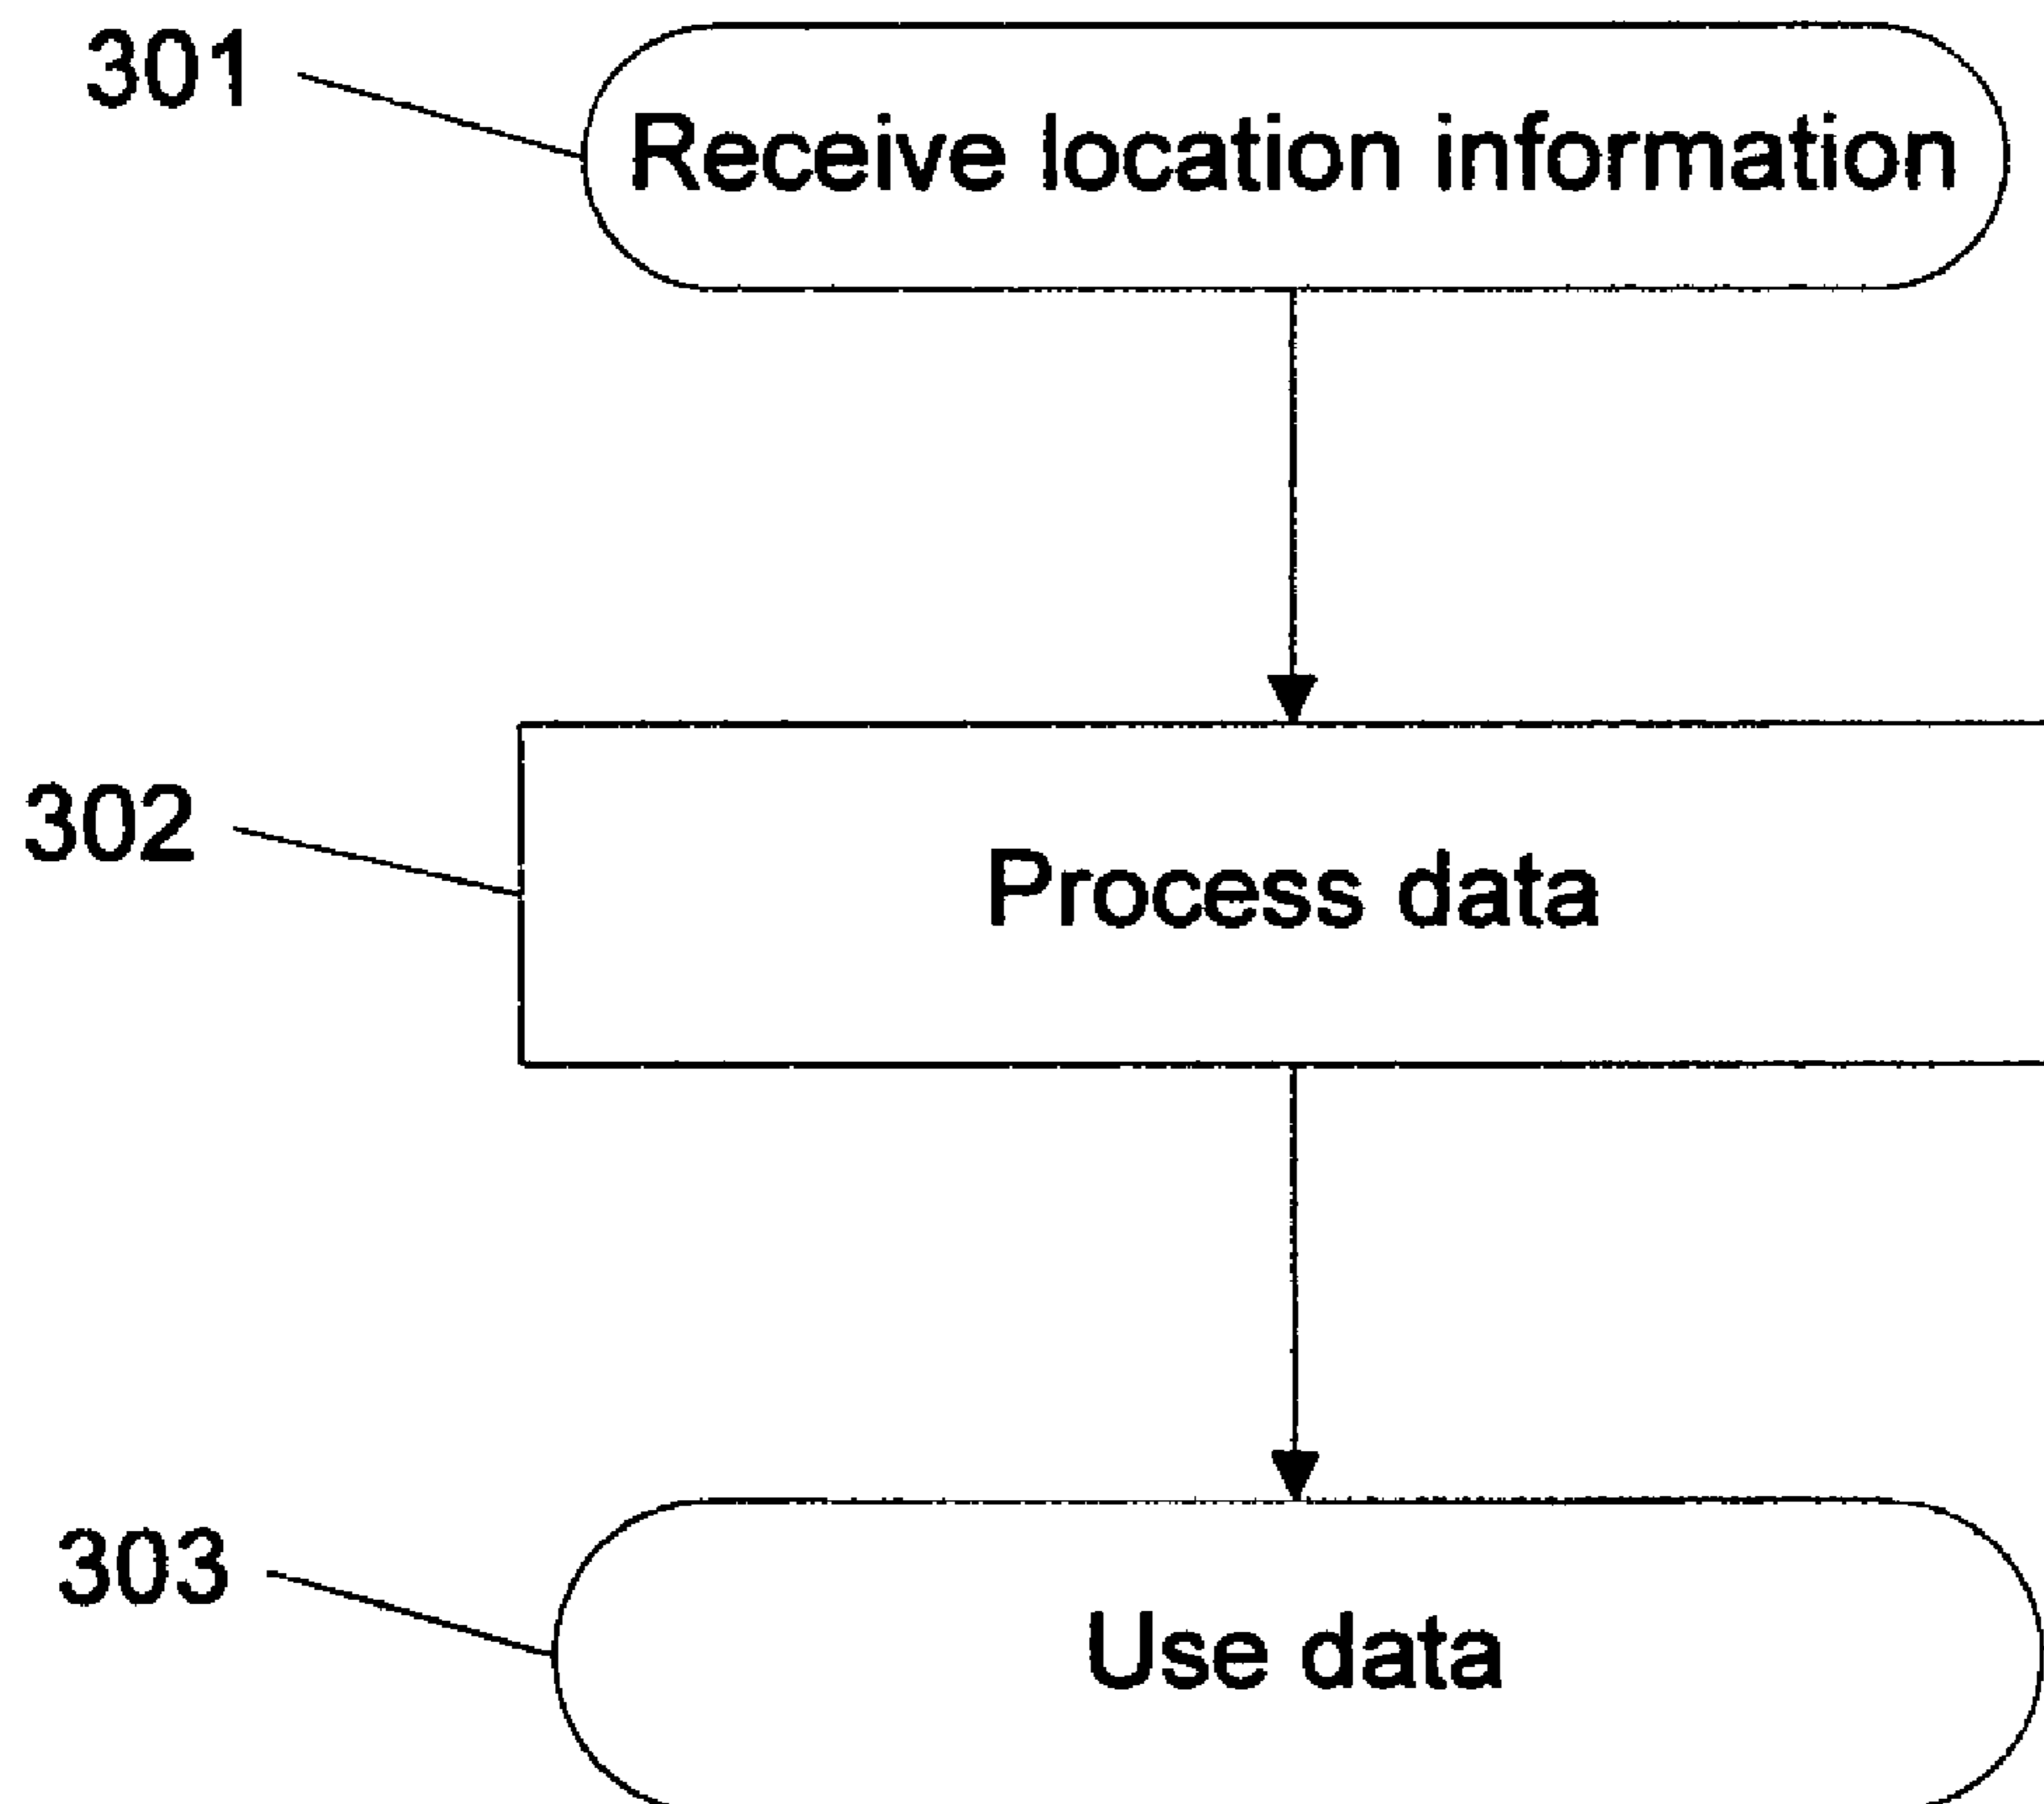 301
Receive location information
302
Process data
303
Use data